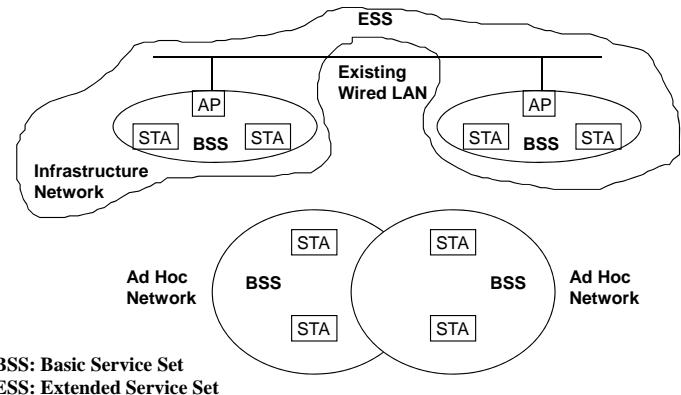 ESS
Existing
Wired LAN
AP
AP
STA
BSS
STA
STA
BSS
STA
Infrastructure
Network
STA
STA
Ad Hoc
Network
BSS
BSS
Ad Hoc
Network
STA
STA
BSS: Basic Service Set
ESS: Extended Service Set